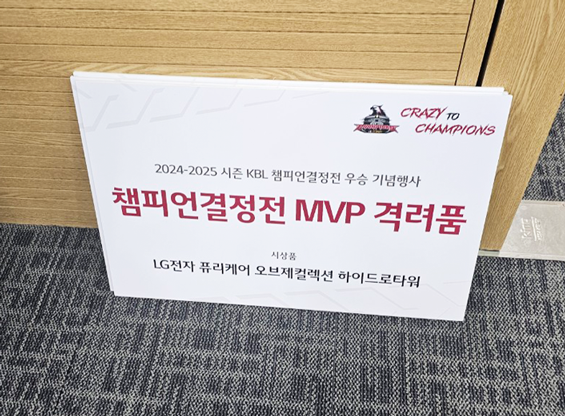 CRAZY TO
CHAMPIONS
2024-2025 시즌 KBL 챔피언결정전 우승 기념행사
챔피언결정전 MVP 격려품
시상품
LG전자 퓨리케어 오브제컬렉션 하이드로타워